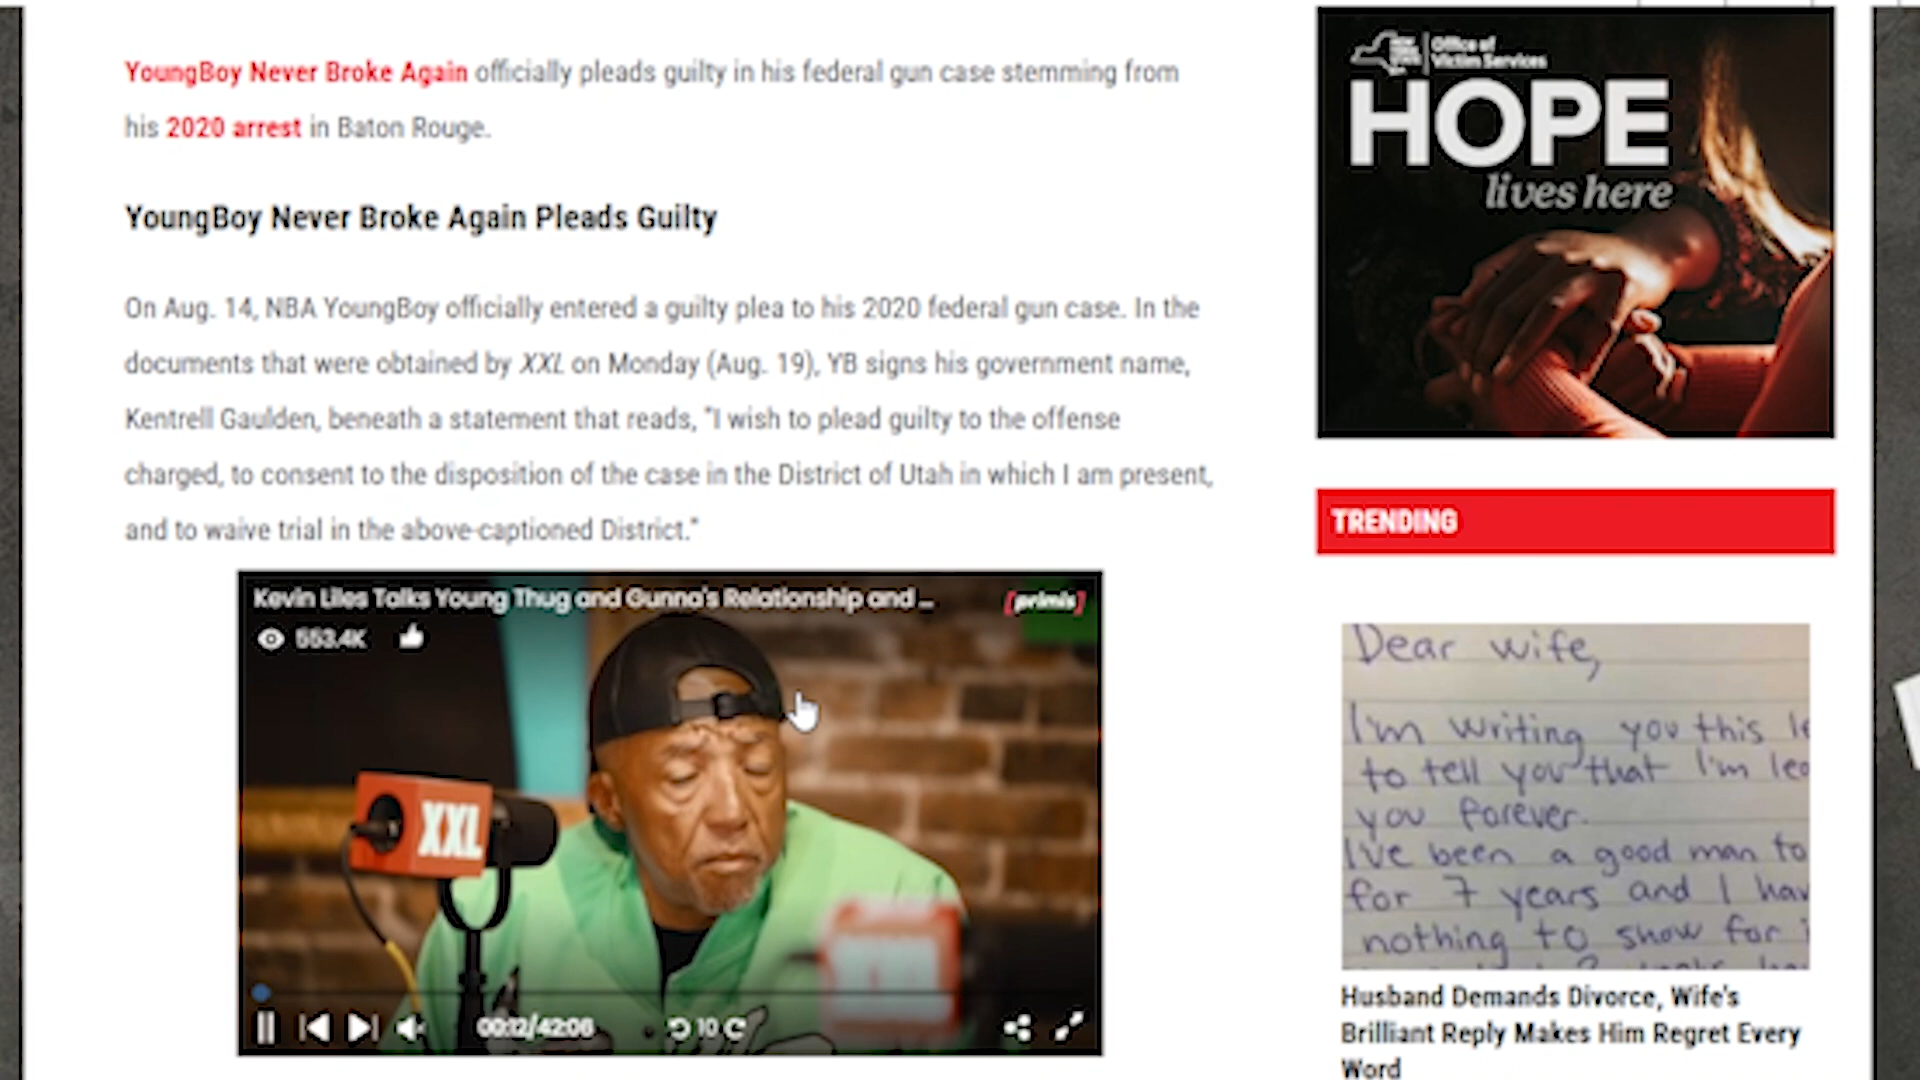 YoungBoy Never Broke Again officially pleads guilty in his federal gun case stemming from
his 2020 arrest in Baton Rouge.
YoungBoy Never Broke Again Pleads Guilty
On Aug. 14, NBA YoungBoy officially entered a guilty plea to his 2020 federal gun case. In the
documents that were obtained by XXL on Monday (Aug. 19), YB signs his government name,
Kentrell Gaulden, beneath a statement that reads, "I wish to plead guilty to the offense
charged, to consent to the disposition of the case in the District of Utah in which I am present,
and to waive trial in the above-captioned District."
Kevin Liles Talks Young Thug and Gunna's Relationship and ...
[primis]
553.4K
XXL
00:12/42:06
10
Office of
Victim Services
HOPE
lives here
TRENDING
Dear wife,
I'm writing you this
to tell you that I'm
you forever.
I've been a good man to
for 7 years and I
nothing to show for
Husband Demands Divorce, Wife's
Brilliant Reply Makes Him Regret Every
Word